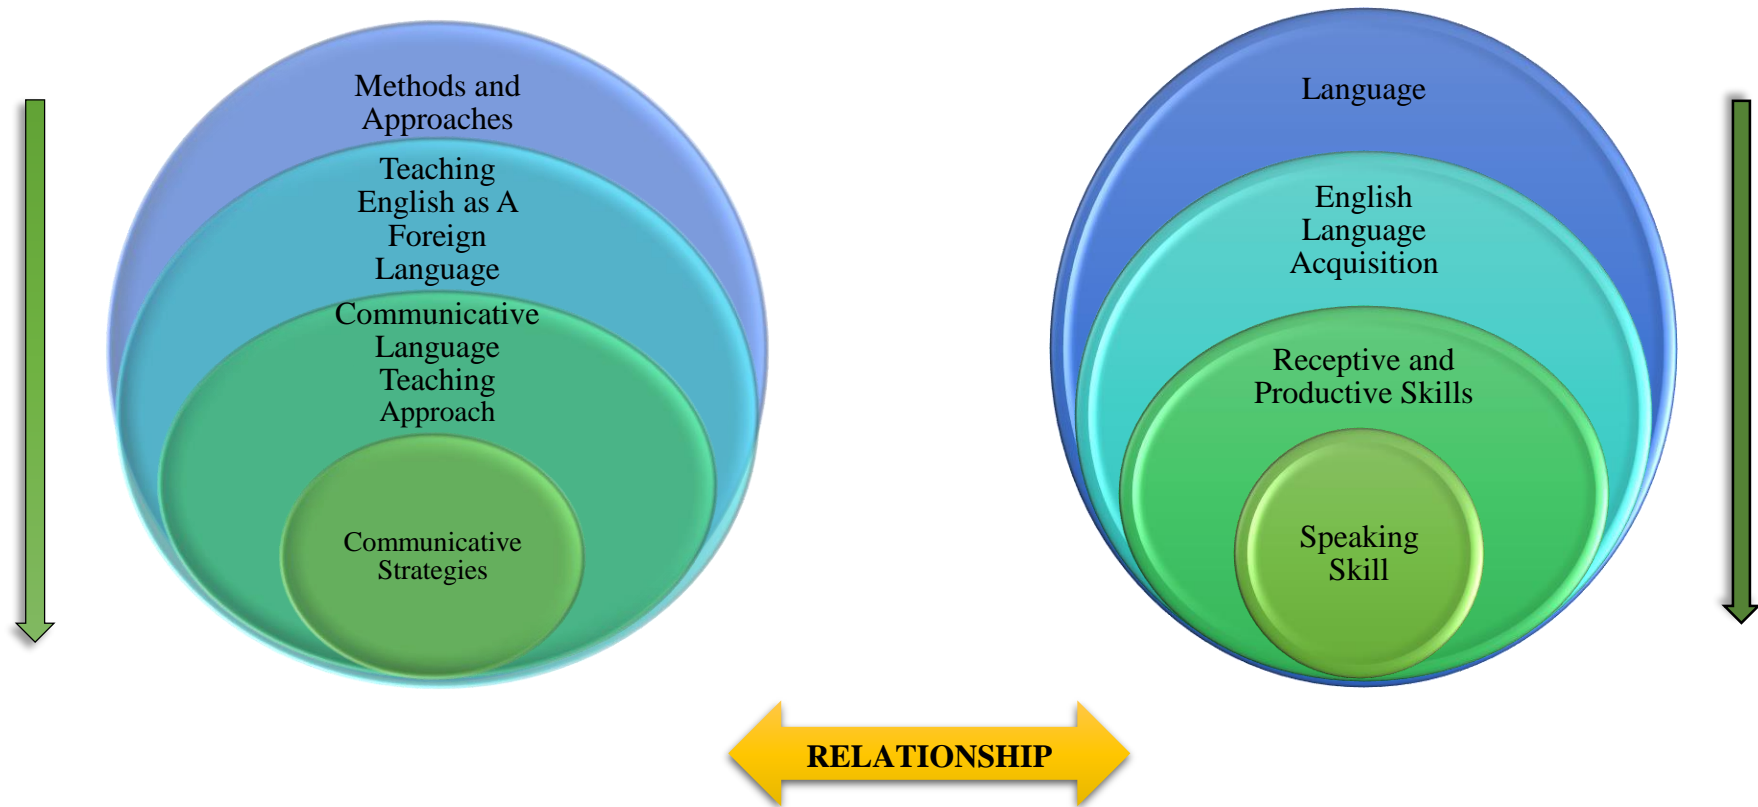 Methods and
Approaches
Teaching
English as A
Foreign
Language
Communicative
Language
Teaching
Approach
Communicative
Strategies
Language
English
Language
Acquisition
Receptive and
Productive Skills
Speaking
Skill
RELATIONSHIP